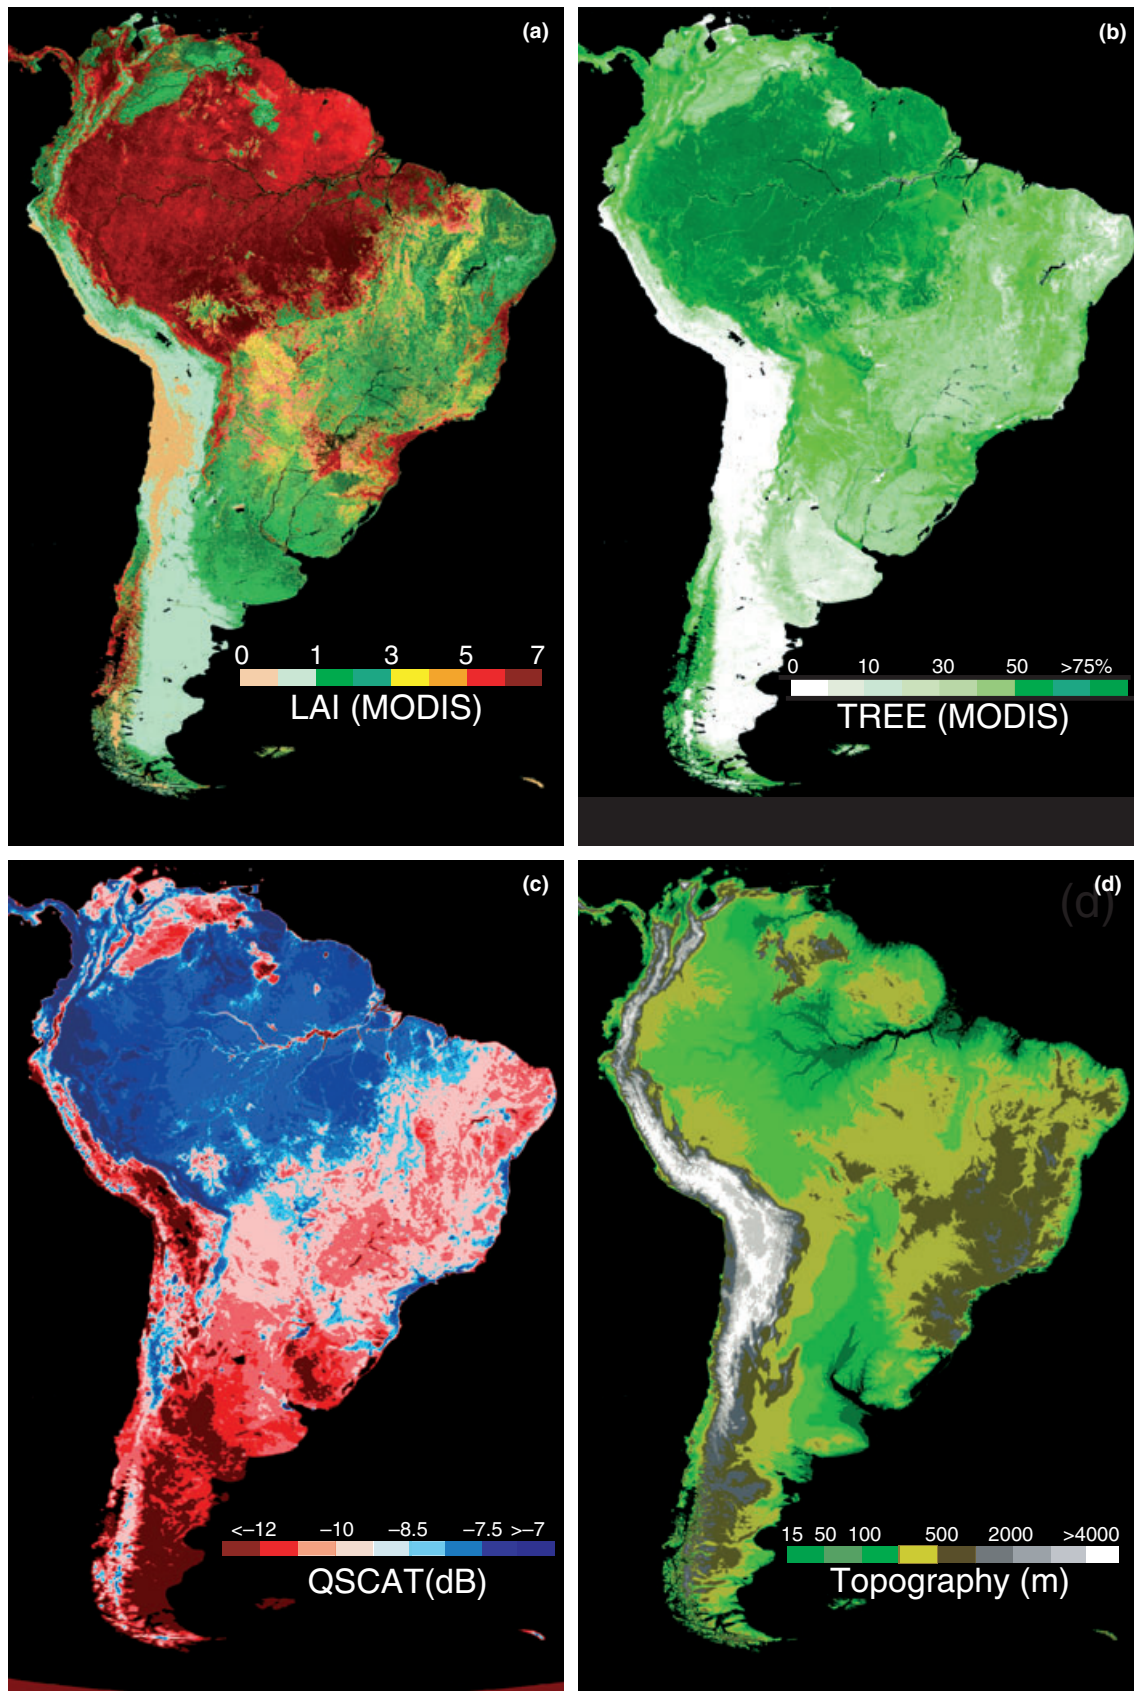 (a)
0 1 3 5 7
LAI (MODIS)
(b)
0 10 30 50 >75%
TREE (MODIS)
(c)
<–12 –10 –8.5 –7.5 >–7
QSCAT(dB)
(d)
(d)
15 50 100 500 2000 >4000
Topography (m)